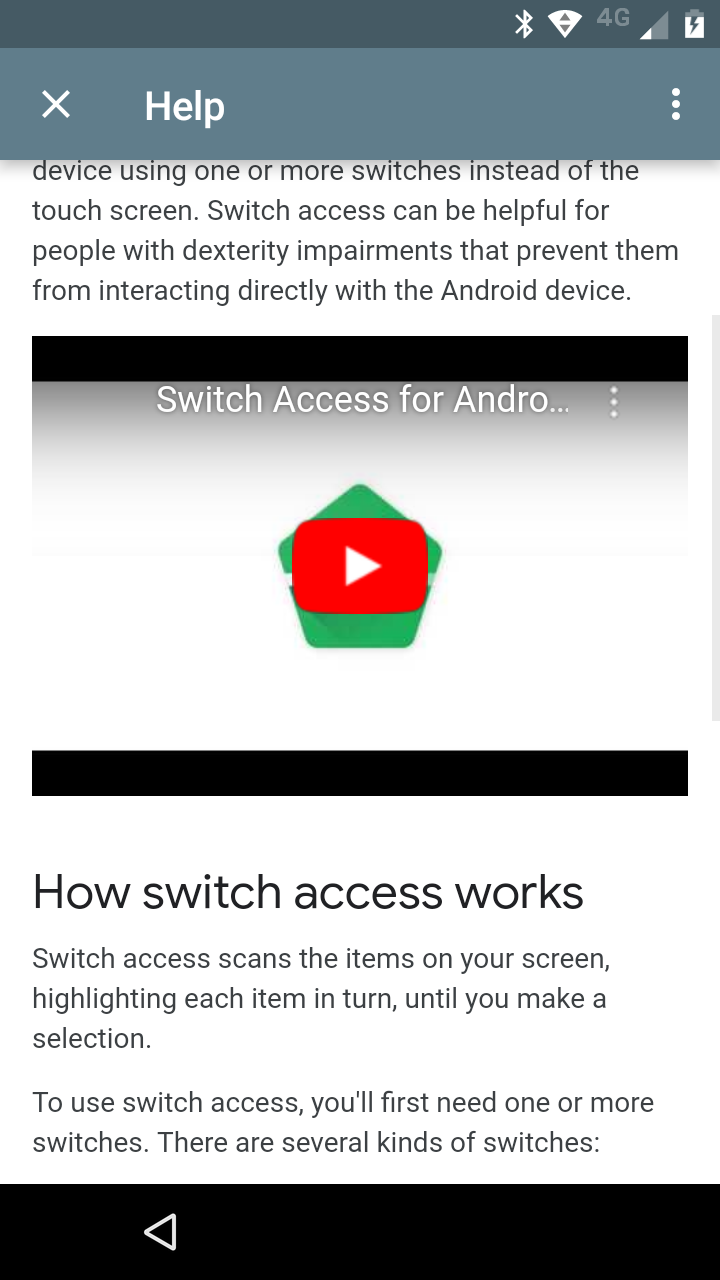 4G
Help
device using one or more switches instead of the
touch screen. Switch access can be helpful for
people with dexterity impairments that prevent them
from interacting directly with the Android device.
Switch Access for Andro...
How switch access works
Switch access scans the items on your screen,
highlighting each item in turn, until you make a
selection.
To use switch access, you'll first need one or more
switches. There are several kinds of switches: